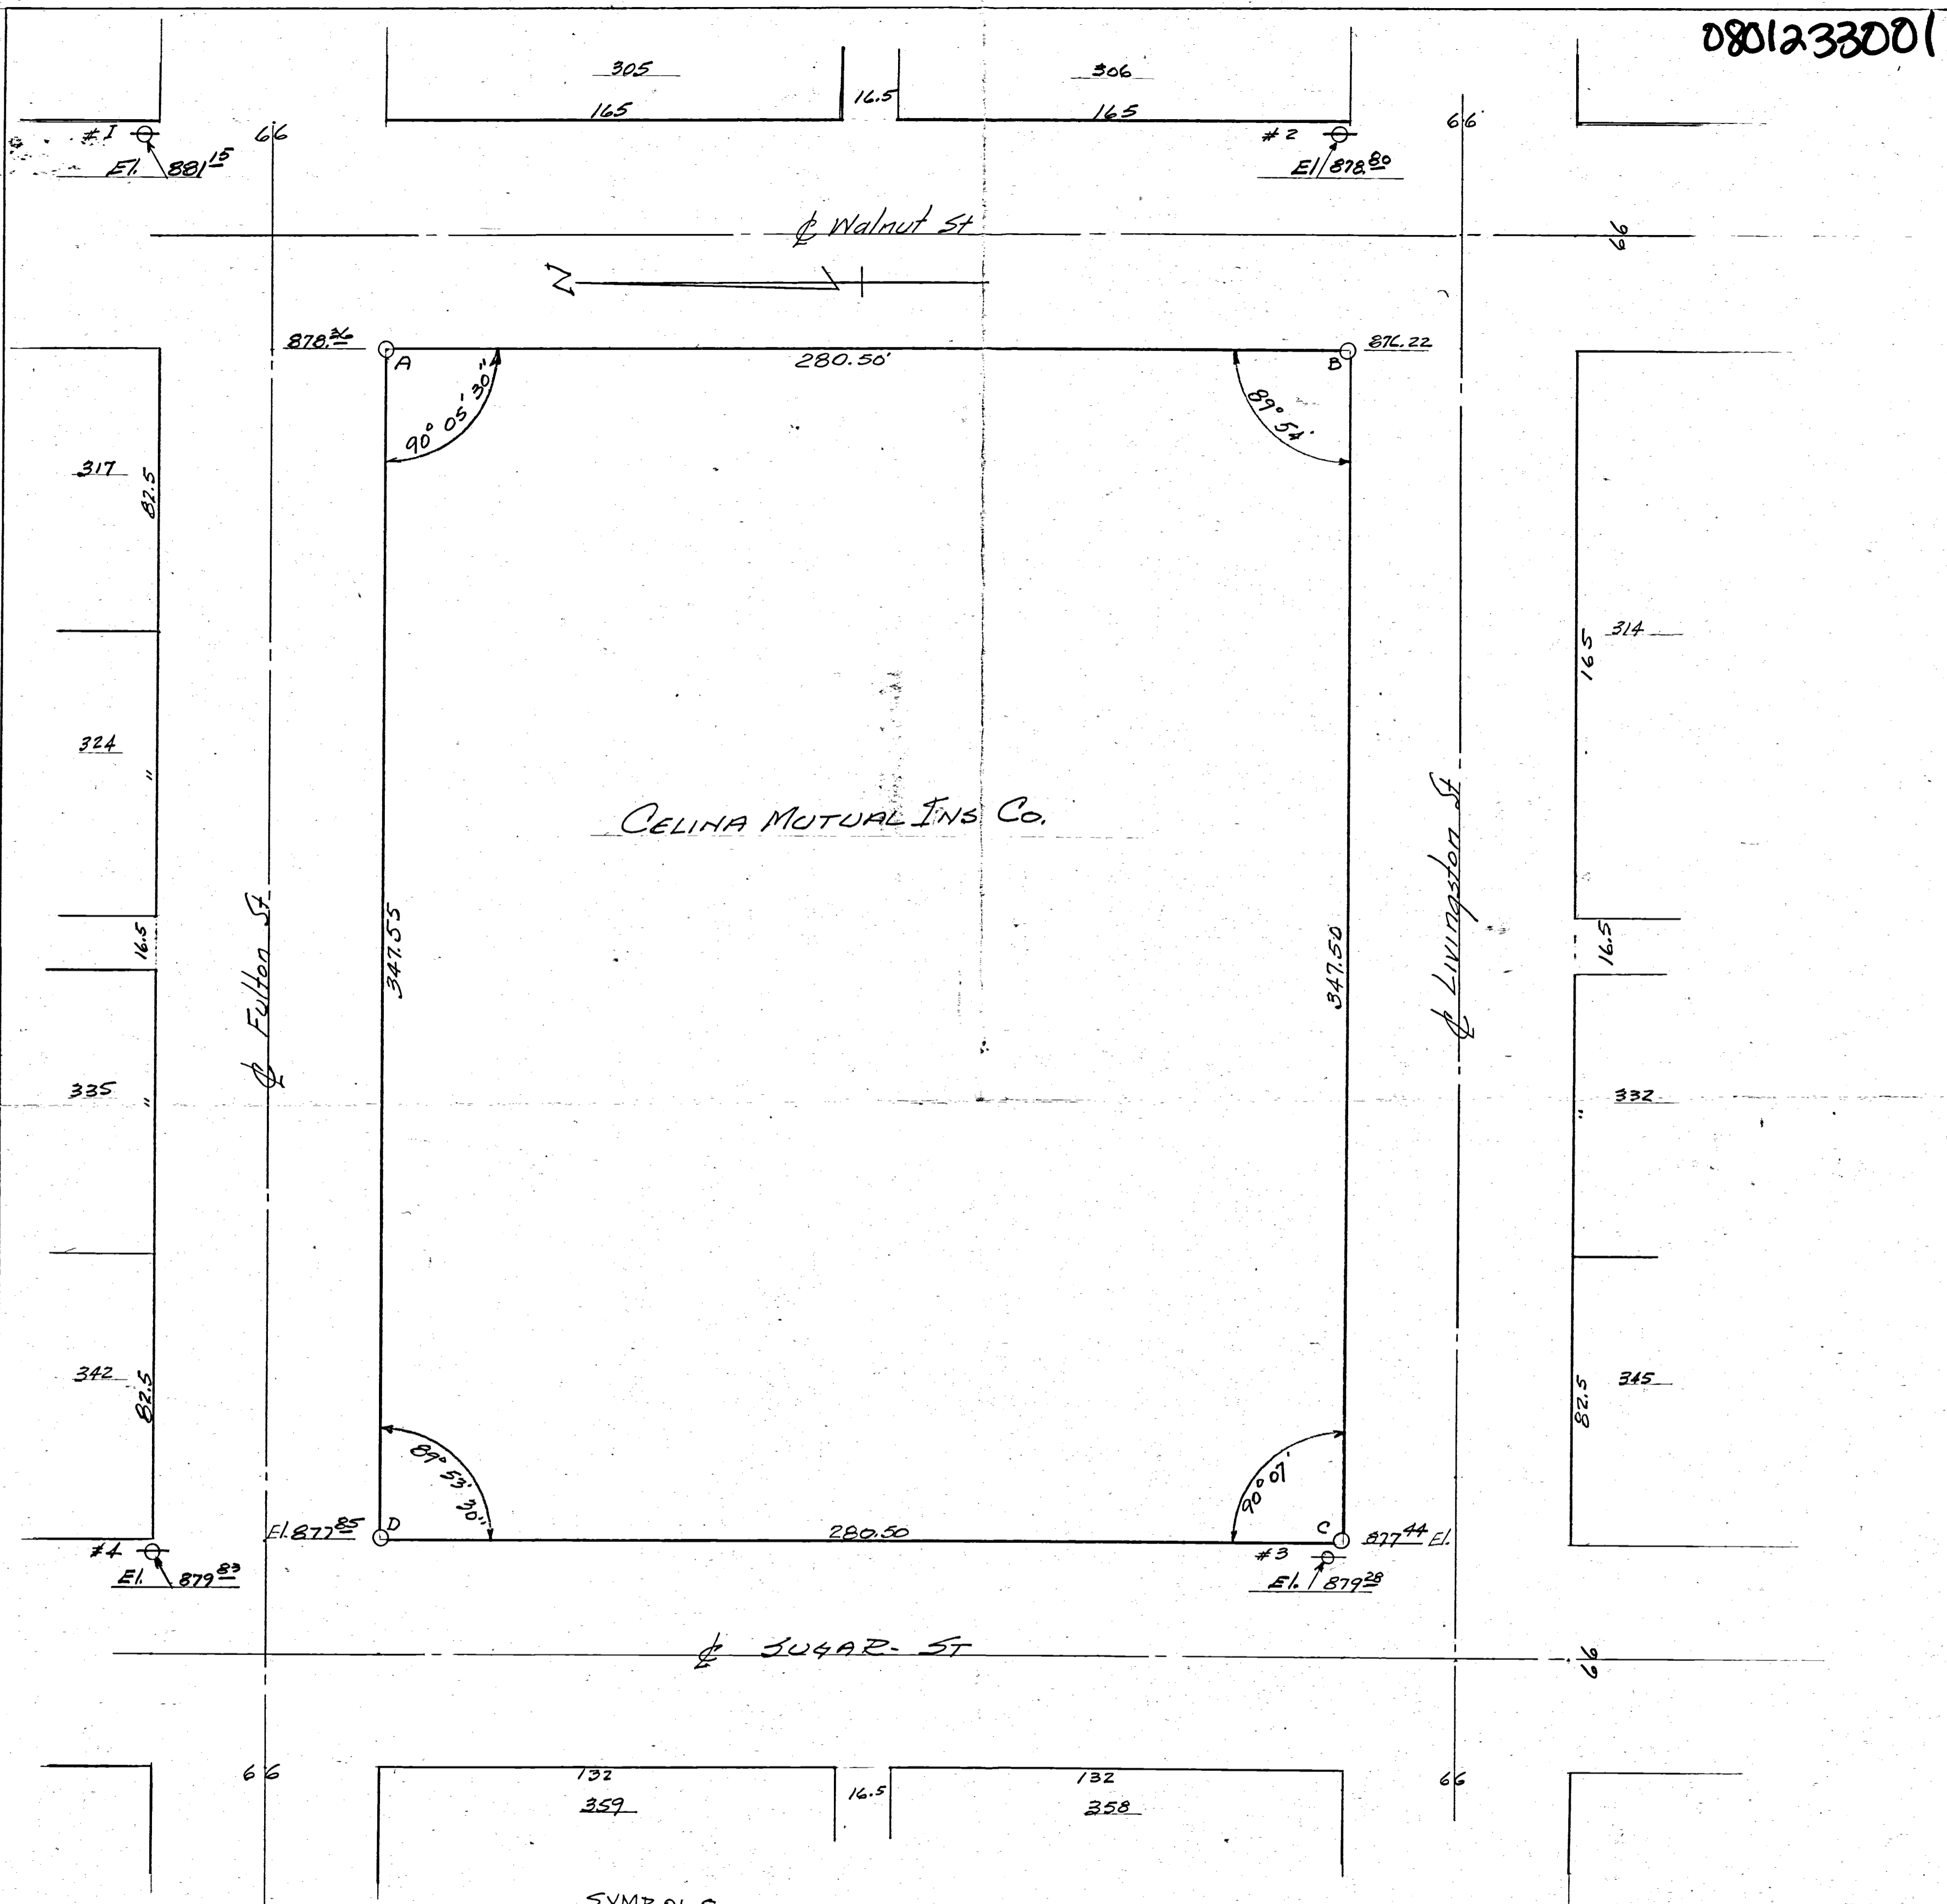 0801233001
305
306
165
16.5
165
66
66
#1
El. 881.15
#2
El 878.80
℄ Walnut St
66
N
878.36
A
280.50'
B
876.22
90° 05' 30"
89° 54'
317
82.5
314
165
324
"
CELINA MUTUAL INS CO.
℄ Fulton St
347.55
347.50
℄ Livingston St
16.5
16.5
335
"
332
"
342
82.5
345
82.5
89° 53' 30"
90° 07'
El. 877.85
D
280.50
C
877.44 El.
#4
El. 879.83
#3
El. 879.28
℄ SUGAR- ST
66
66
132
16.5
132
66
359
358
SYMBOLS